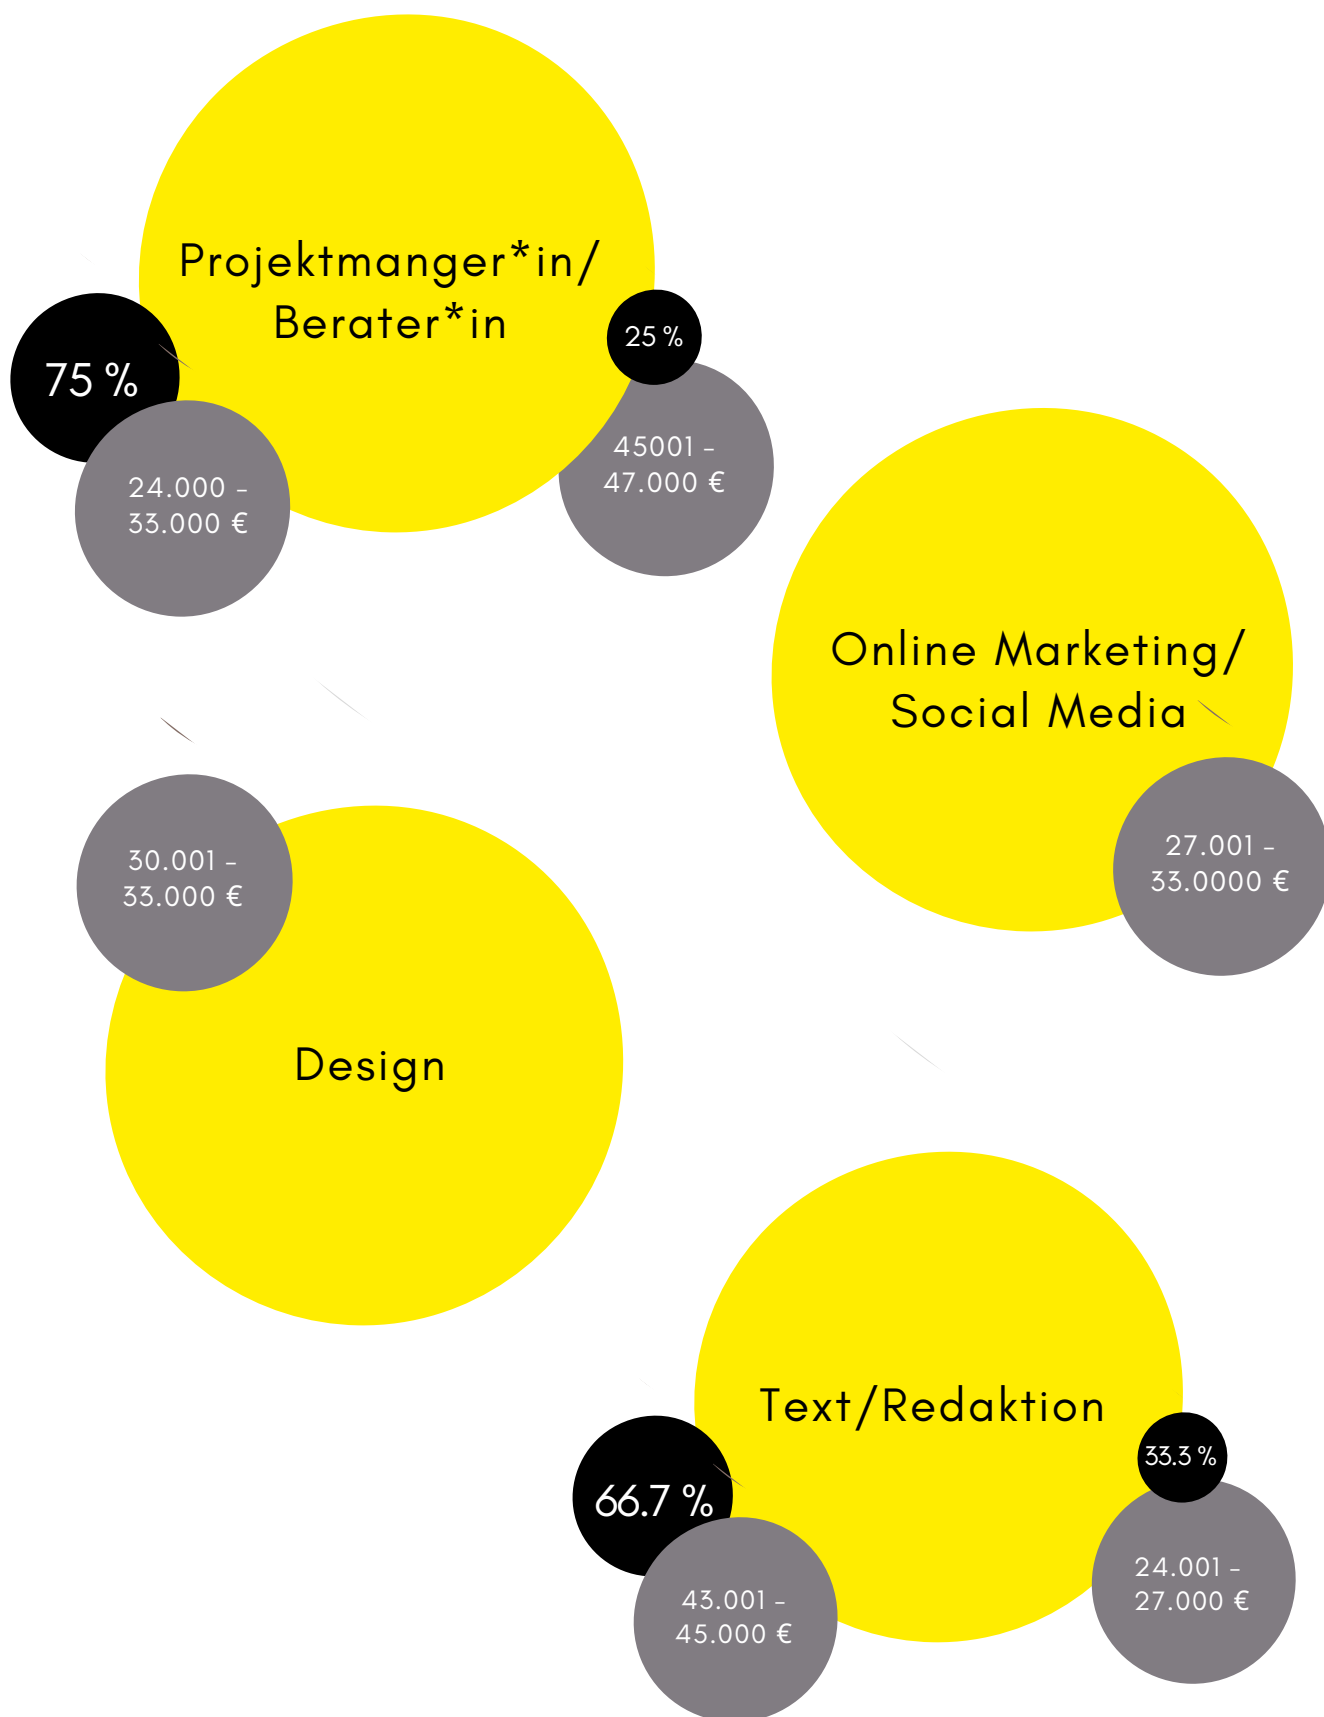 Projektmanger*in/
Berater*in
75 %
24.000 -
33.000 €
25 %
45001 -
47.000 €
Online Marketing/
Social Media
27.001 -
33.0000 €
30.001 -
33.000 €
Design
Text/Redaktion
66.7 %
43.001 -
45.000 €
33.3 %
24.001 -
27.000 €